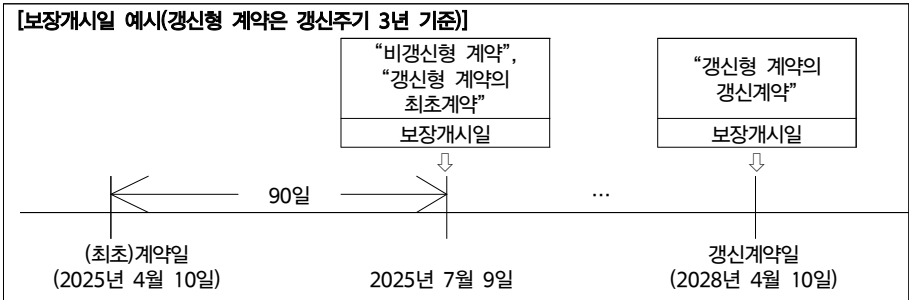 [보장개시일 예시(갱신형 계약은 갱신주기 3년 기준)]
“비갱신형 계약”,
“갱신형 계약의
최초계약”
보장개시일
“갱신형 계약의
갱신계약”
보장개시일
90일
…
(최초)계약일
(2025년 4월 10일)
2025년 7월 9일
갱신계약일
(2028년 4월 10일)